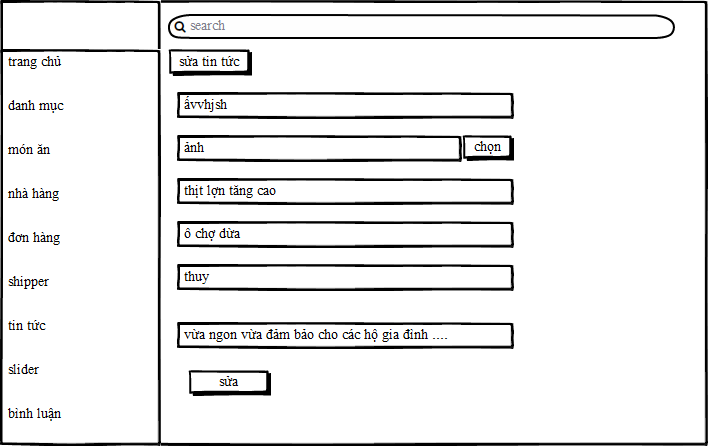 search
trang chủ
danh mục
món ăn
nhà hàng
đơn hàng
shipper
tin tức
slider
bình luận
sửa tin tức
ấvvhjsh
ảnh
chọn
thịt lợn tăng cao
ô chợ dừa
thuy
vừa ngon vừa đảm bảo cho các hộ gia đình ....
sửa